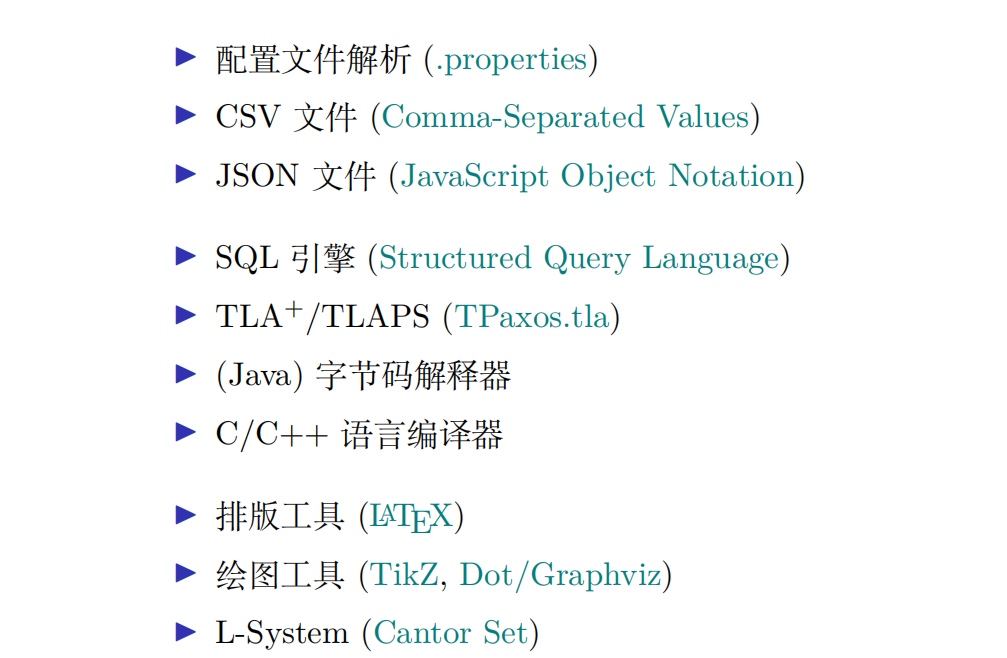 ▶ 配置文件解析 (.properties)
▶ CSV 文件 (Comma-Separated Values)
▶ JSON 文件 (JavaScript Object Notation)
▶ SQL 引擎 (Structured Query Language)
▶ TLA⁺/TLAPS (TPaxos.tla)
▶ (Java) 字节码解释器
▶ C/C++ 语言编译器
▶ 排版工具 (LATEX)
▶ 绘图工具 (TikZ, Dot/Graphviz)
▶ L-System (Cantor Set)